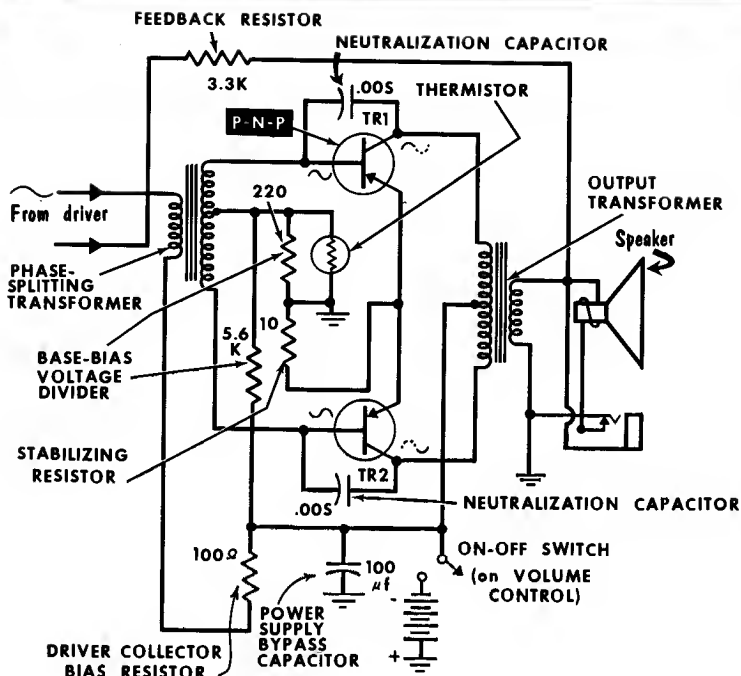 FEEDBACK RESISTOR
3.3K
NEUTRALIZATION CAPACITOR
.00S
THERMISTOR
P-N-P
TR1
220
OUTPUT
TRANSFORMER
From driver
Speaker
PHASE-
SPLITTING
TRANSFORMER
10
5.6
K
BASE-BIAS
VOLTAGE
DIVIDER
STABILIZING
RESISTOR
TR2
.00S
NEUTRALIZATION CAPACITOR
100Ω
100
μf
ON-OFF SWITCH
(on VOLUME
CONTROL)
-
+
POWER
SUPPLY
BYPASS
CAPACITOR
DRIVER COLLECTOR
BIAS RESISTOR